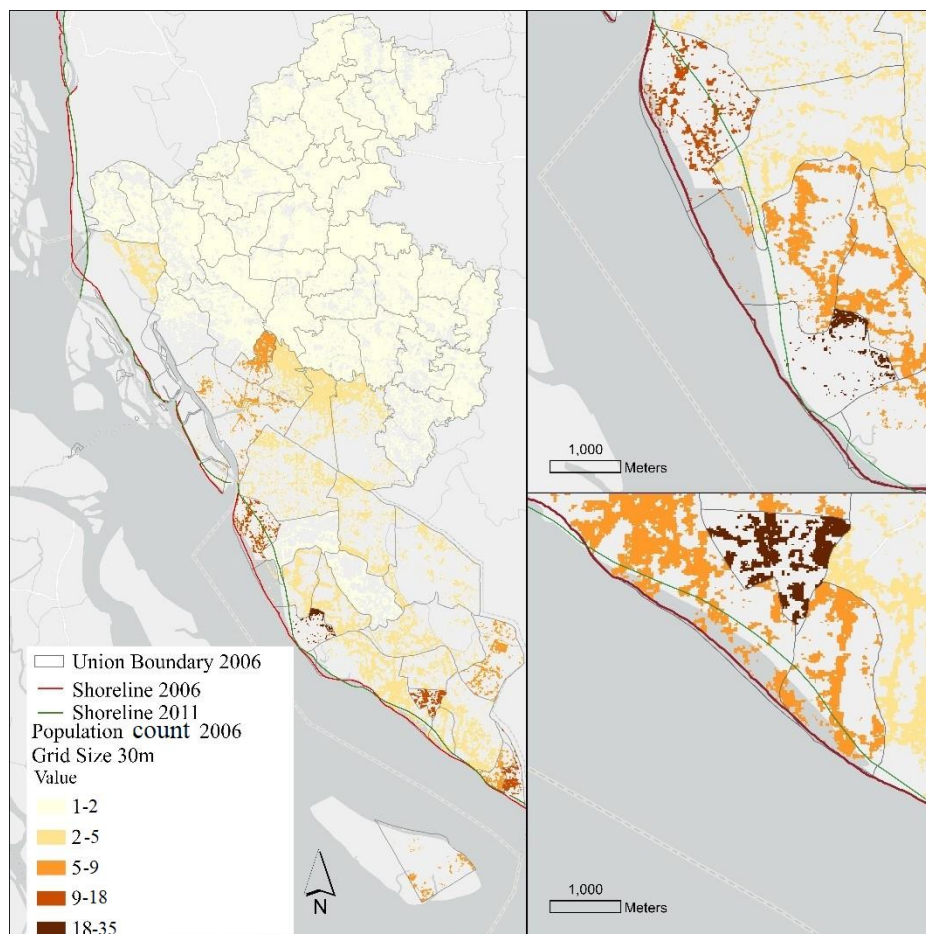 Union Boundary 2006
Shoreline 2006
Shoreline 2011
Population count 2006
Grid Size 30m
Value
1-2
2-5
5-9
9-18
18-35
N
1,000
Meters
1,000
Meters